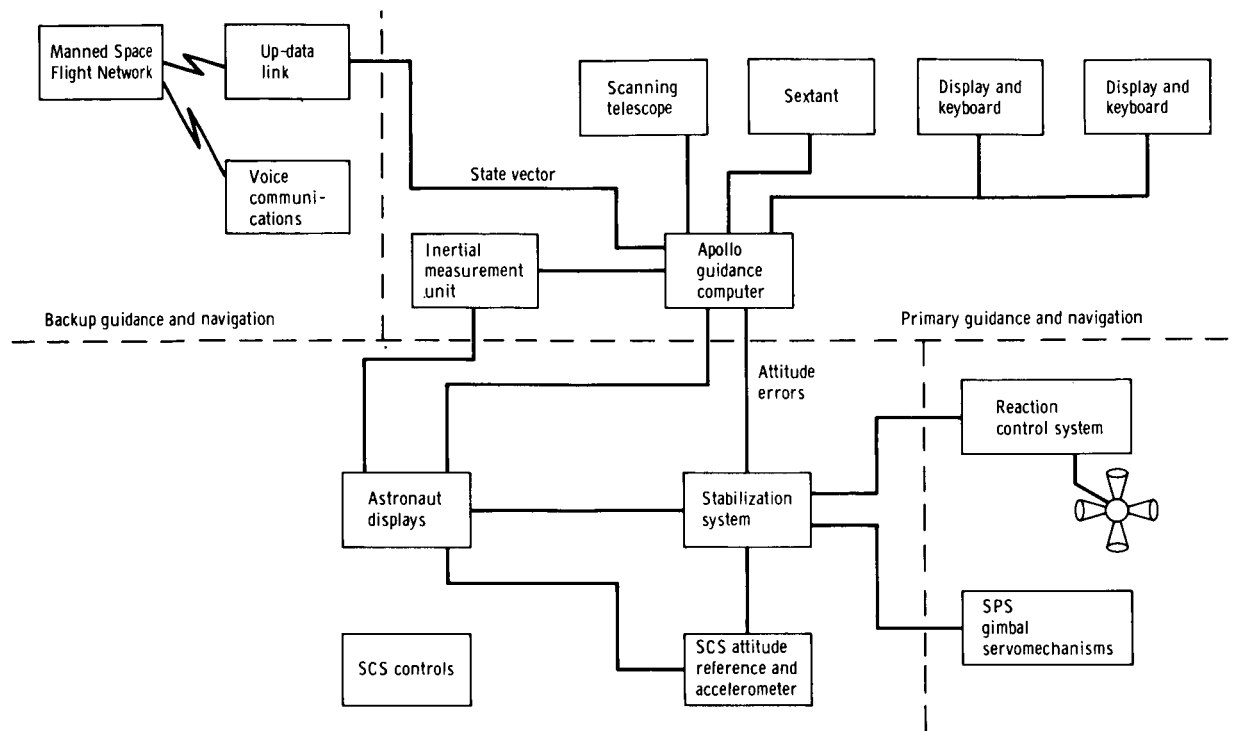 Manned Space
Flight Network
Up-data
link
Voice
communi-
cations
State vector
Scanning
telescope
Sextant
Display and
keyboard
Display and
keyboard
Inertial
measurement
unit
Apollo
guidance
computer
Backup guidance and navigation
Primary guidance and navigation
Attitude
errors
Reaction
control system
Astronaut
displays
Stabilization
system
SPS
gimbal
servomechanisms
SCS controls
SCS attitude
reference and
accelerometer